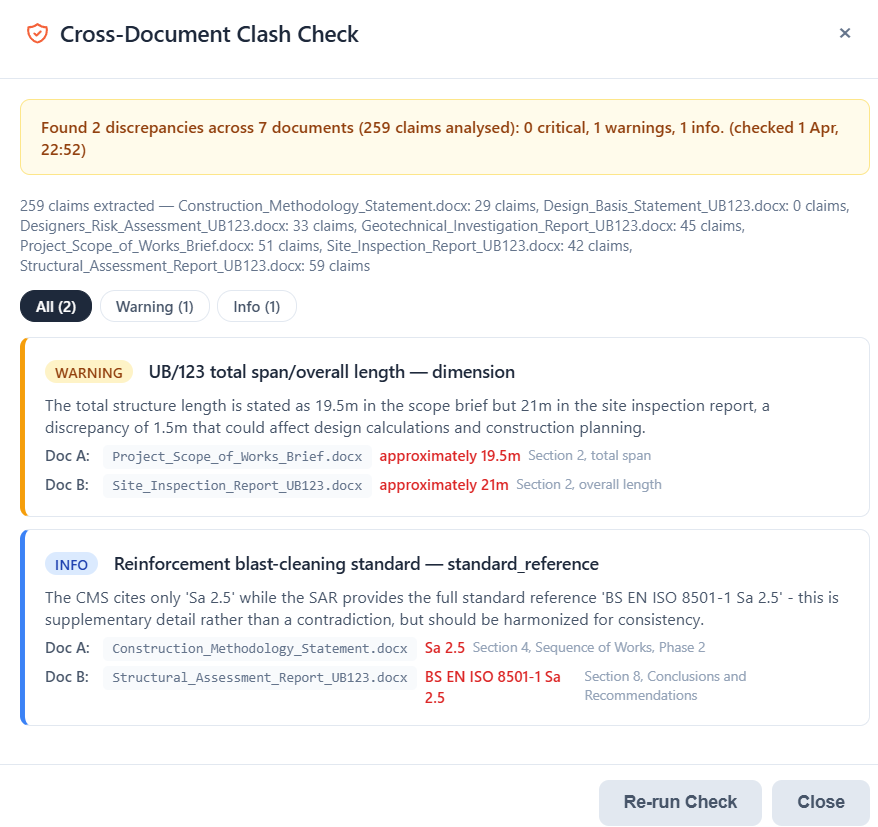 Cross-Document Clash Check
×
Found 2 discrepancies across 7 documents (259 claims analysed): 0 critical, 1 warnings, 1 info. (checked 1 Apr,
22:52)
259 claims extracted — Construction_Methodology_Statement.docx: 29 claims, Design_Basis_Statement_UB123.docx: 0 claims,
Designers_Risk_Assessment_UB123.docx: 33 claims, Geotechnical_Investigation_Report_UB123.docx: 45 claims,
Project_Scope_of_Works_Brief.docx: 51 claims, Site_Inspection_Report_UB123.docx: 42 claims,
Structural_Assessment_Report_UB123.docx: 59 claims
All (2) Warning (1) Info (1)
WARNING UB/123 total span/overall length — dimension
The total structure length is stated as 19.5m in the scope brief but 21m in the site inspection report, a
discrepancy of 1.5m that could affect design calculations and construction planning.
Doc A: Project_Scope_of_Works_Brief.docx approximately 19.5m Section 2, total span
Doc B: Site_Inspection_Report_UB123.docx approximately 21m Section 2, overall length
INFO Reinforcement blast-cleaning standard — standard_reference
The CMS cites only 'Sa 2.5' while the SAR provides the full standard reference 'BS EN ISO 8501-1 Sa 2.5' - this is
supplementary detail rather than a contradiction, but should be harmonized for consistency.
Doc A: Construction_Methodology_Statement.docx Sa 2.5 Section 4, Sequence of Works, Phase 2
Doc B: Structural_Assessment_Report_UB123.docx BS EN ISO 8501-1 Sa
2.5
Section 8, Conclusions and
Recommendations
Re-run Check Close